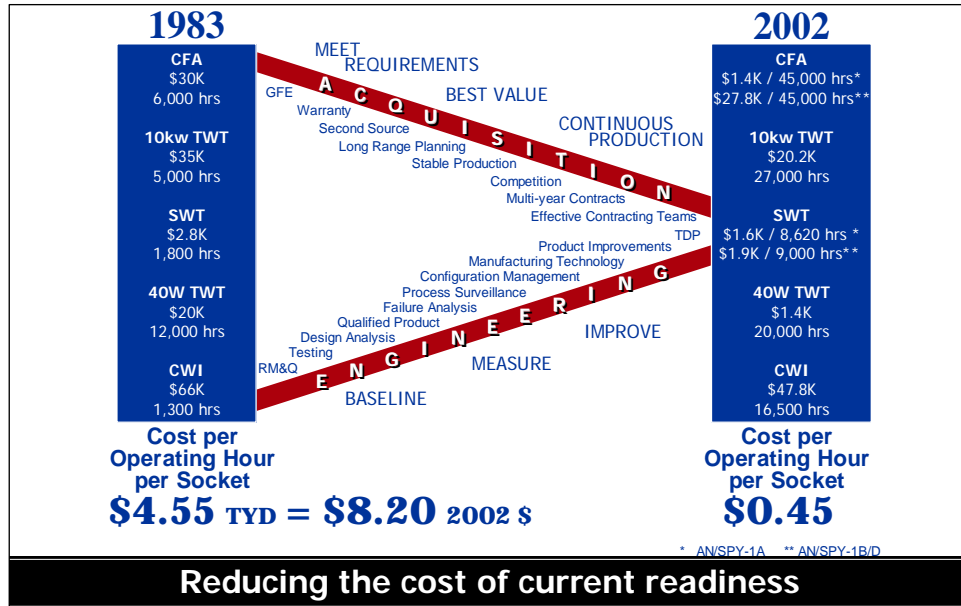 1983
CFA
$30K
6,000 hrs
10kw TWT
$35K
5,000 hrs
SWT
$2.8K
1,800 hrs
40W TWT
$20K
12,000 hrs
CWI
$66K
1,300 hrs
Cost per
Operating Hour
per Socket
$4.55 TYD = $8.20 2002 $
MEET
REQUIREMENTS
BEST VALUE
CONTINUOUS
PRODUCTION
ACQUISITION
GFE
Warranty
Second Source
Long Range Planning
Stable Production
Competition
Multi-year Contracts
Effective Contracting Teams
TDP
Product Improvements
Manufacturing Technology
Configuration Management
Process Surveillance
Failure Analysis
Qualified Product
Design Analysis
Testing
RM&Q
ENGINEERING
BASELINE
MEASURE
IMPROVE
2002
CFA
$1.4K / 45,000 hrs*
$27.8K / 45,000 hrs**
10kw TWT
$20.2K
27,000 hrs
SWT
$1.6K / 8,620 hrs *
$1.9K / 9,000 hrs**
40W TWT
$1.4K
20,000 hrs
CWI
$47.8K
16,500 hrs
Cost per
Operating Hour
per Socket
$0.45
* AN/SPY-1A ** AN/SPY-1B/D
Reducing the cost of current readiness